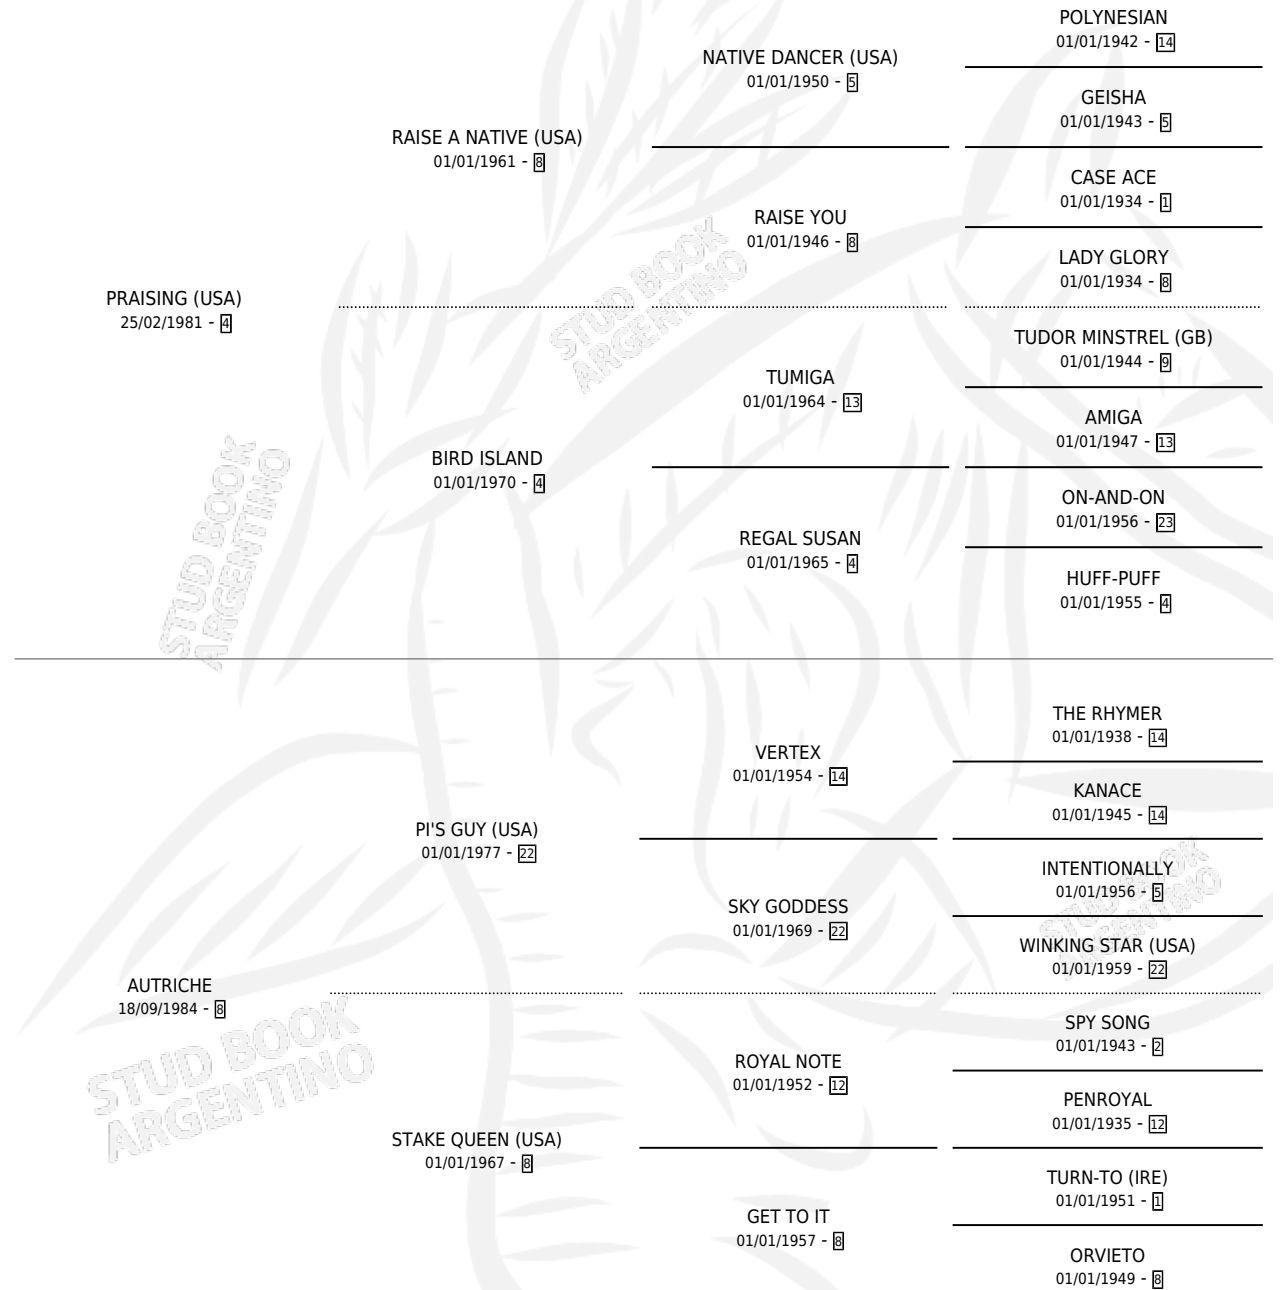 POLYNESIAN
01/01/1942 - 14
NATIVE DANCER (USA)
01/01/1950 - 5
GEISHA
01/01/1943 - 5
RAISE A NATIVE (USA)
01/01/1961 - 8
CASE ACE
01/01/1934 - 1
RAISE YOU
01/01/1946 - 8
LADY GLORY
01/01/1934 - 8
PRAISING (USA)
25/02/1981 - 4
TUDOR MINSTREL (GB)
01/01/1944 - 9
TUMIGA
01/01/1964 - 13
AMIGA
01/01/1947 - 13
BIRD ISLAND
01/01/1970 - 4
ON-AND-ON
01/01/1956 - 23
REGAL SUSAN
01/01/1965 - 4
HUFF-PUFF
01/01/1955 - 4
THE RHYMER
01/01/1938 - 14
VERTEX
01/01/1954 - 14
KANACE
01/01/1945 - 14
PI'S GUY (USA)
01/01/1977 - 22
INTENTIONALLY
01/01/1956 - 5
SKY GODDESS
01/01/1969 - 22
WINKING STAR (USA)
01/01/1959 - 22
AUTRICHE
18/09/1984 - 8
SPY SONG
01/01/1943 - 2
ROYAL NOTE
01/01/1952 - 12
PENROYAL
01/01/1935 - 12
STAKE QUEEN (USA)
01/01/1967 - 8
TURN-TO (IRE)
01/01/1951 - 1
GET TO IT
01/01/1957 - 8
ORVIETO
01/01/1949 - 8
STUD BOOK
ARGENTINO
STUD BOOK
ARGENTINO
STUD BOOK
ARGENTINO
STUD BOOK
ARGENTINO